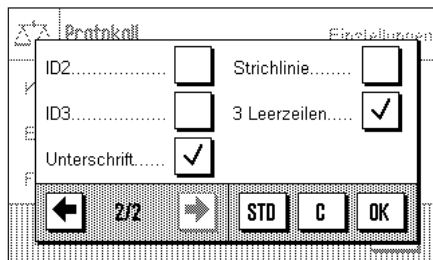 Protokoll Einstellungen
ID2.................. Strichlinie........
ID3.................. 3 Leerzeilen.....
Unterschrift......
2/2 STD C OK